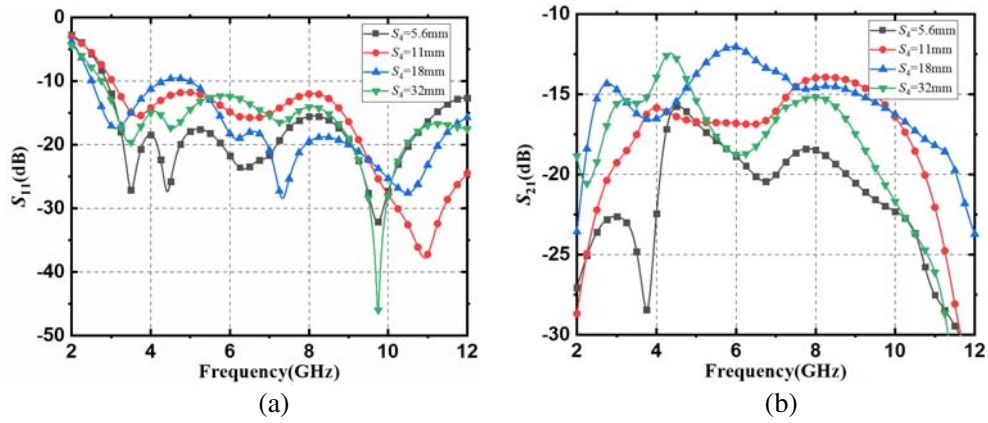 -10
-20
-30
-40
-50
0
2 4 6 8 10 12
S11(dB)
Frequency(GHz)
S4=5.6mm
S4=11mm
S4=18mm
S4=32mm
(a)
-10
-15
-20
-25
-30
2 4 6 8 10 12
S21(dB)
Frequency(GHz)
S4=5.6mm
S4=11mm
S4=18mm
S4=32mm
(b)